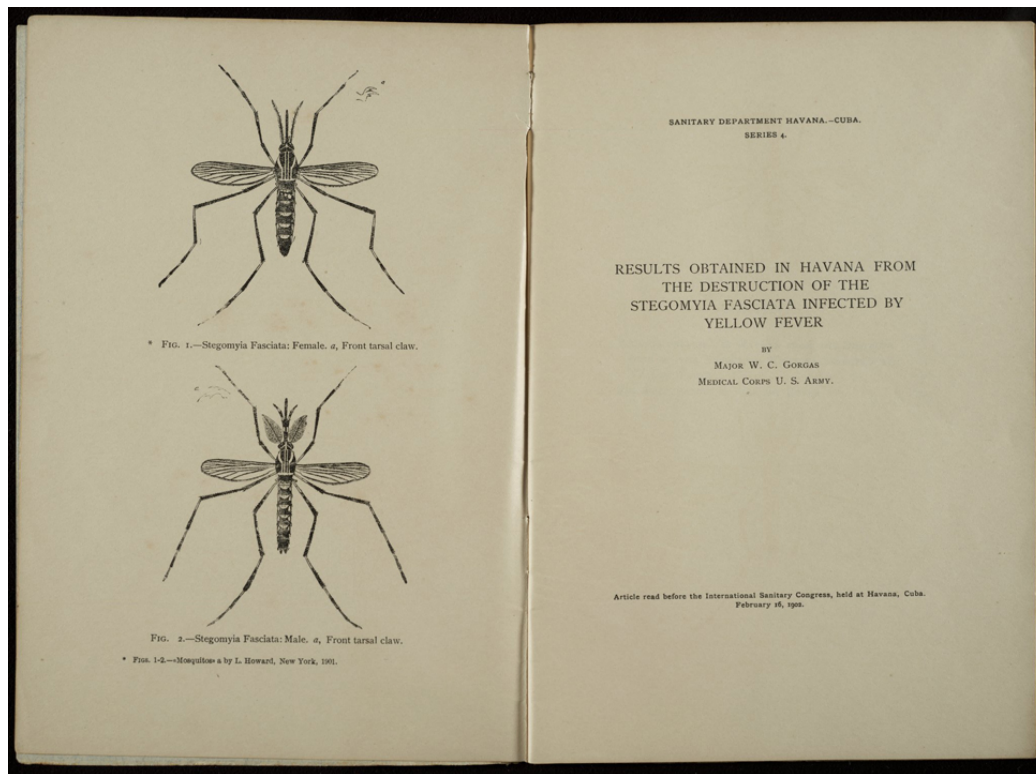 * FIG. 1.—Stegomyia Fasciata: Female. a, Front tarsal claw.
FIG. 2.—Stegomyia Fasciata: Male. a, Front tarsal claw.
* FIGS. 1-2.—«Mosquitos» a by L. Howard, New York, 1901.
SANITARY DEPARTMENT HAVANA.-CUBA.
SERIES 4.
RESULTS OBTAINED IN HAVANA FROM
THE DESTRUCTION OF THE
STEGOMYIA FASCIATA INFECTED BY
YELLOW FEVER
BY
MAJOR W. C. GORGAS
MEDICAL CORPS U. S. ARMY.
Article read before the International Sanitary Congress, held at Havana, Cuba.
February 16, 1902.